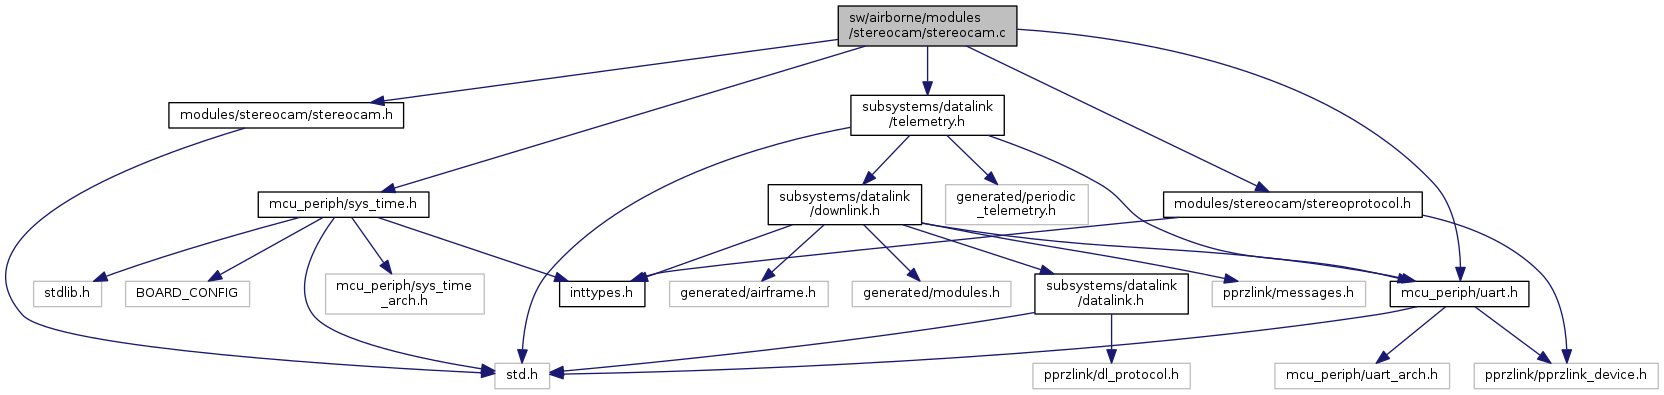 sw/airborne/modules
/stereocam/stereocam.c
modules/stereocam/stereocam.h
subsystems/datalink
/telemetry.h
mcu_periph/sys_time.h
subsystems/datalink
/downlink.h
generated/periodic
_telemetry.h
modules/stereocam/stereoprotocol.h
stdlib.h
BOARD_CONFIG
mcu_periph/sys_time
_arch.h
inttypes.h
generated/airframe.h
generated/modules.h
subsystems/datalink
/datalink.h
pprzlink/messages.h
mcu_periph/uart.h
std.h
pprzlink/dl_protocol.h
mcu_periph/uart_arch.h
pprzlink/pprzlink_device.h